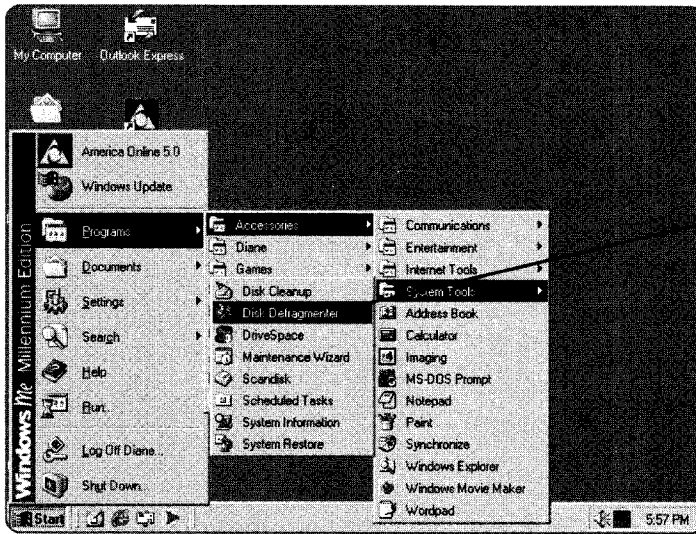 My Computer
Outlook Express
America Online 5.0
Windows Update
Programs
Documents
Settings
Search
Help
Run...
Log Off Diane...
Shut Down...
Windows Me Millennium Edition
Accessories
Diane
Games
Disk Cleanup
Disk Defragmenter
DriveSpace
Maintenance Wizard
Scandisk
Scheduled Tasks
System Information
System Restore
Communications
Entertainment
Internet Tools
System Tools
Address Book
Calculator
Imaging
MS-DOS Prompt
Notepad
Paint
Synchronize
Windows Explorer
Windows Movie Maker
Wordpad
Start
5:57 PM